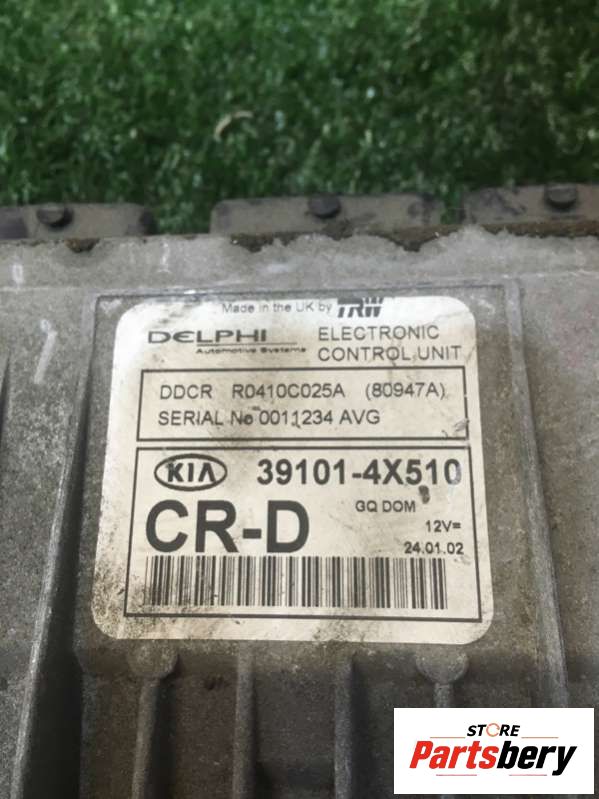 Made in the UK by TRW
DELPHI
Automotive Systems
ELECTRONIC
CONTROL UNIT
DDCR R0410C025A (80947A)
SERIAL No 0011234 AVG
KIA 39101-4X510
CR-D GQ DOM
12V=
24.01.02
STORE
Partsbery